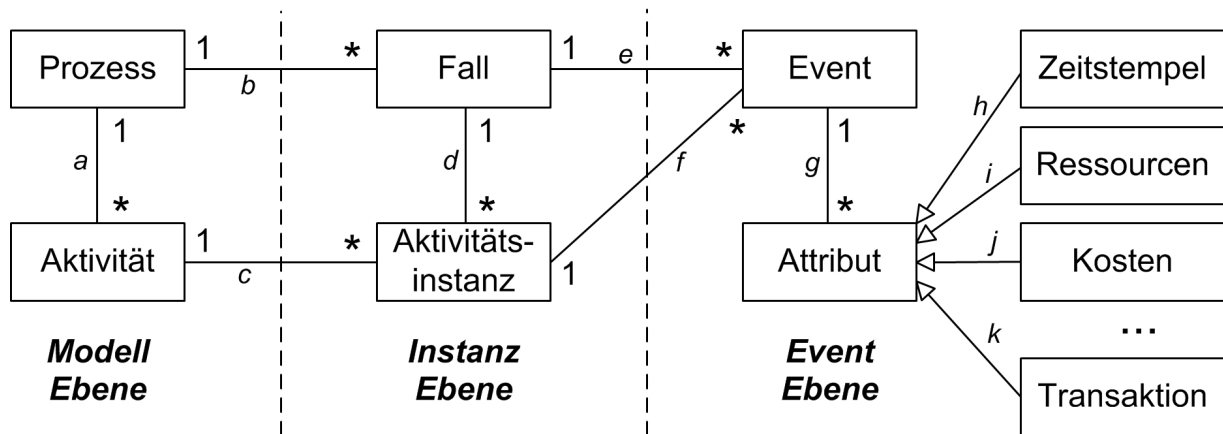 Prozess
1
b
*
Fall
1
e
*
Event
Zeitstempel
1
a
*
1
d
*
f
*
1
g
*
h
Ressourcen
i
Aktivität
1
c
*
Aktivitäts-
instanz
1
Attribut
j
Kosten
...
k
Transaktion
Modell
Ebene
Instanz
Ebene
Event
Ebene